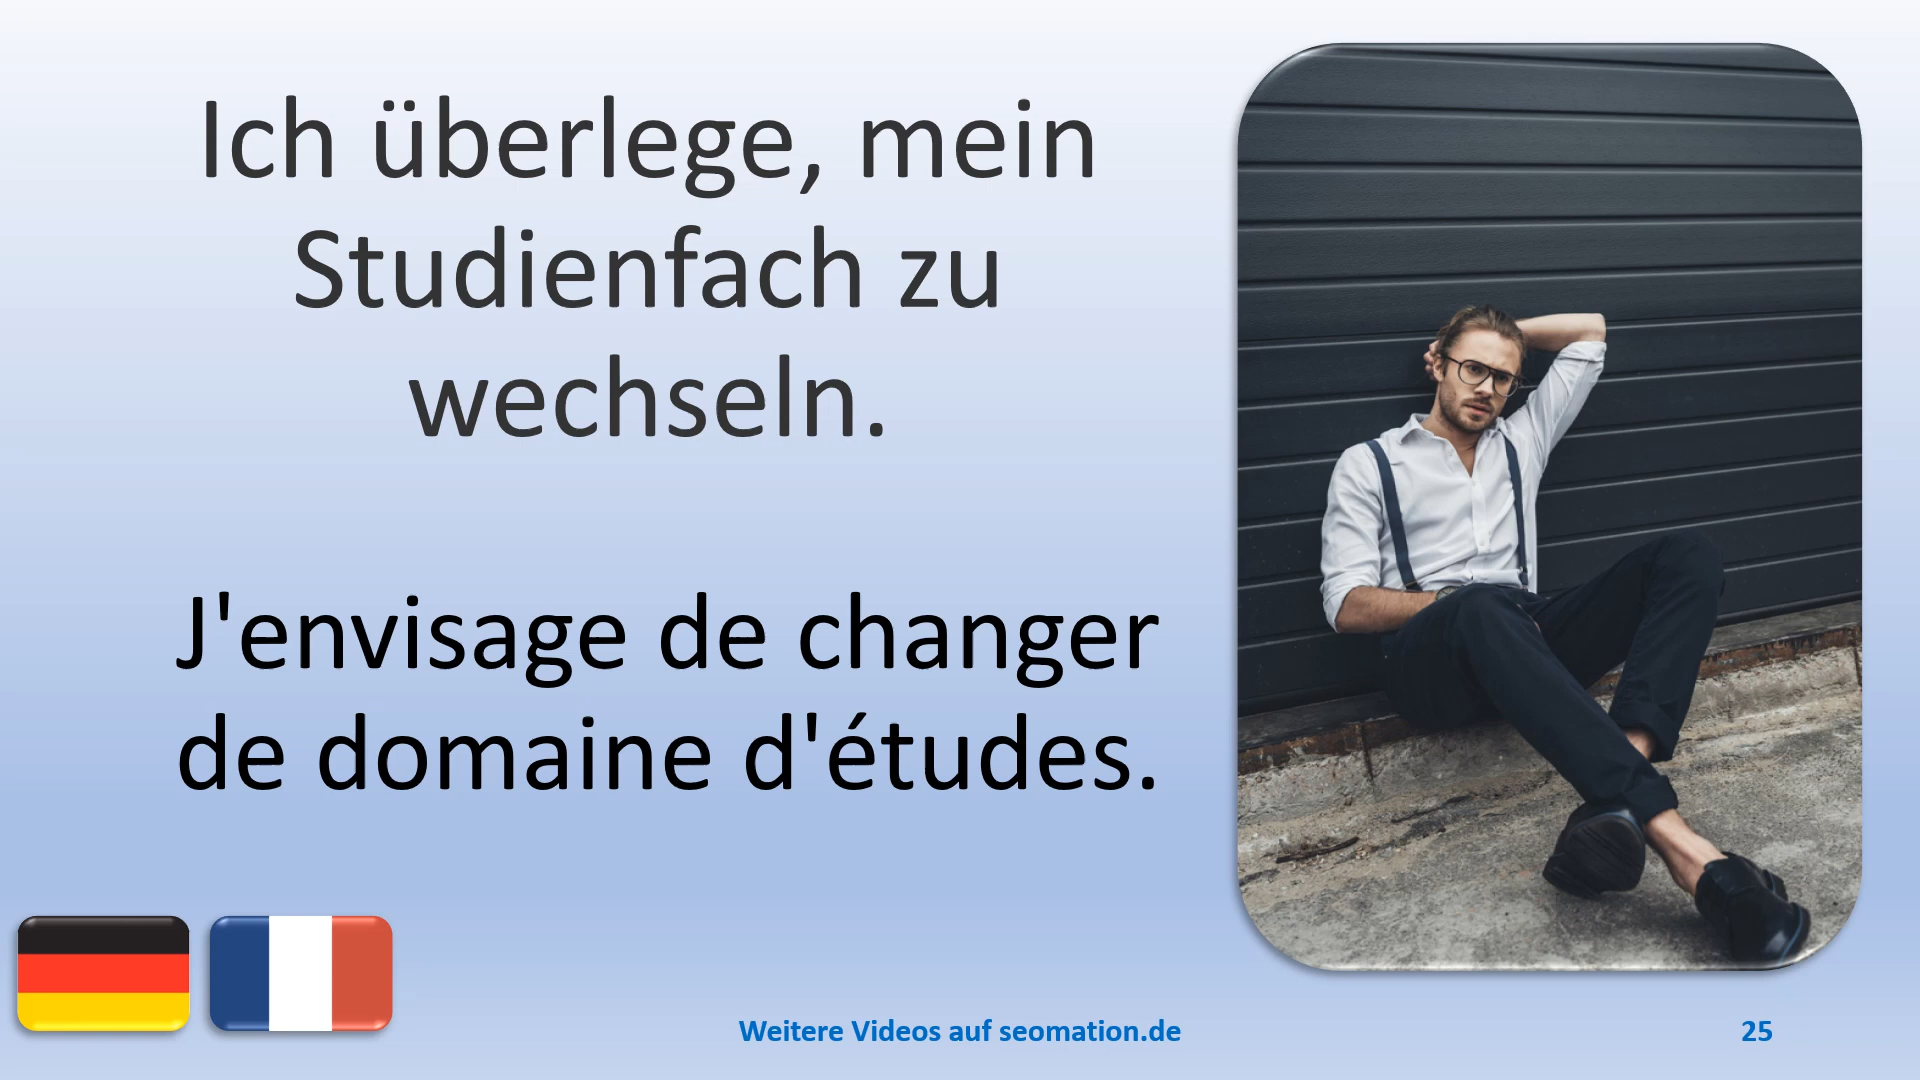 Ich überlege, mein
Studienfach zu
wechseln.
J'envisage de changer
de domaine d'études.
Weitere Videos auf seomation.de
25